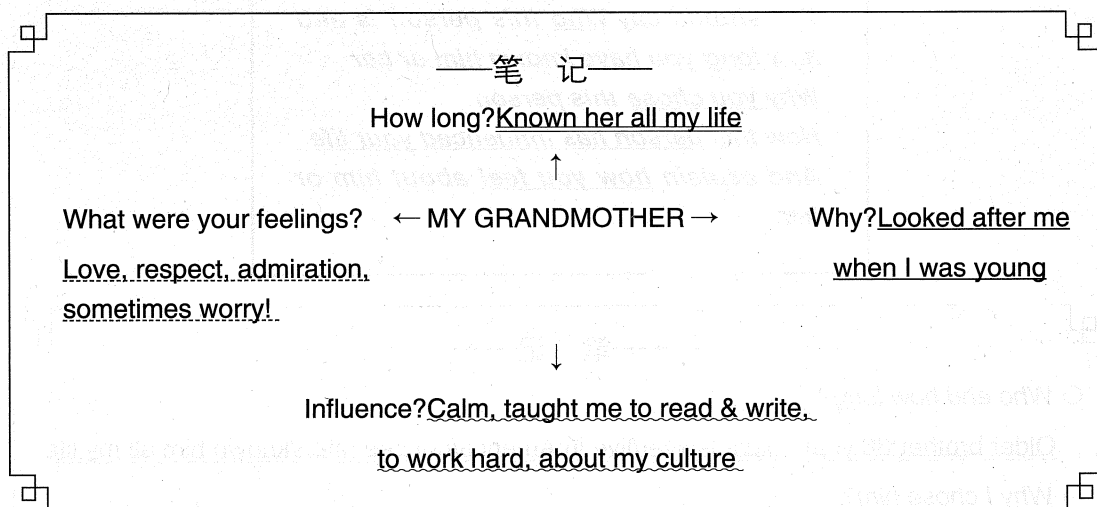 笔 记
How long?Known her all my life
What were your feelings? ← MY GRANDMOTHER → Why?Looked after me
Love, respect, admiration, when I was young
sometimes worry!
Influence?Calm, taught me to read & write,
to work hard, about my culture